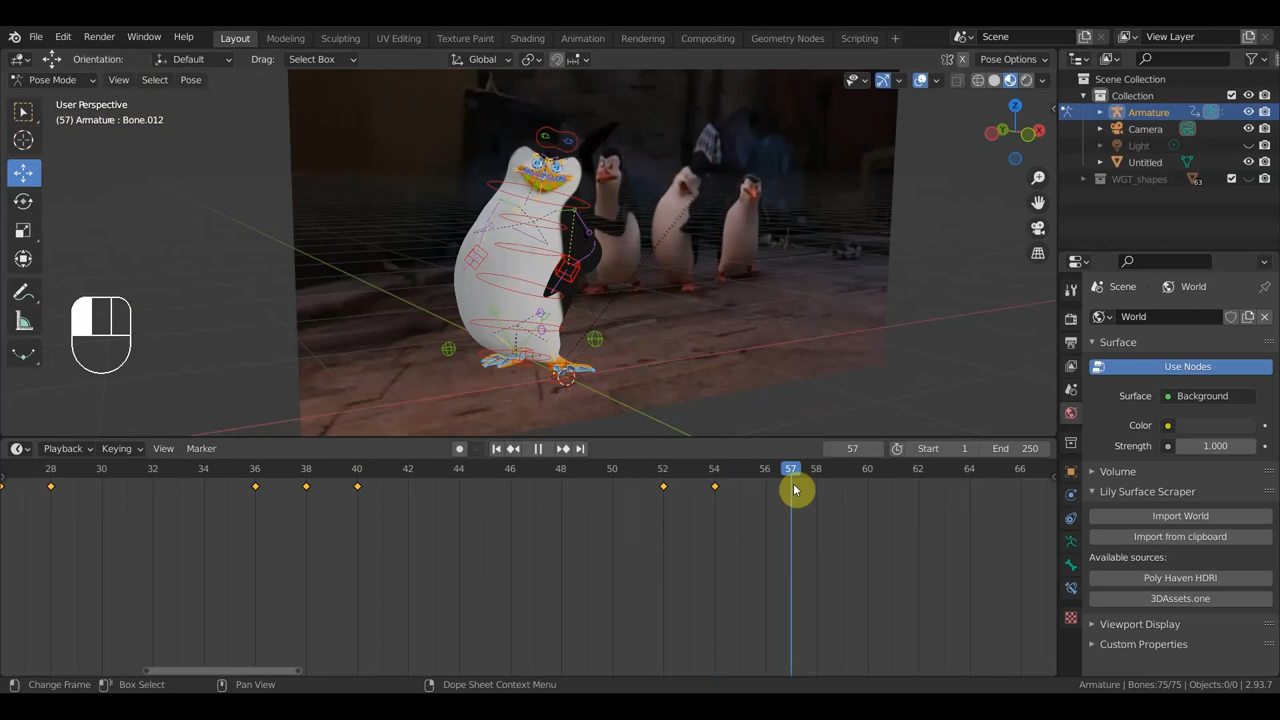 File Edit Render Window Help Layout Modeling Sculpting UV Editing Texture Paint Shading Animation Rendering Compositing Geometry Nodes Scripting + Scene View Layer
Orientation: Default Drag: Select Box Global Pose Options
Pose Mode View Select Pose
Scene Collection
User Perspective
(57) Armature : Bone.012
Collection
Armature
Camera
Light
Untitled
WGT_shapes 63
Z
Y X
Scene World
World
Surface
Use Nodes
Surface Background
Color
Strength 1.000
Playback Keying View Marker 57 Start 1 End 250
28 30 32 34 36 38 40 42 44 46 48 50 52 54 56 57 58 60 62 64 66
Volume
Lily Surface Scraper
Import World
Import from clipboard
Available sources:
Poly Haven HDRI
3DAssets.one
Viewport Display
Custom Properties
Change Frame Box Select Pan View Dope Sheet Context Menu Armature | Bones:75/75 | Objects:0/0 | 2.93.7